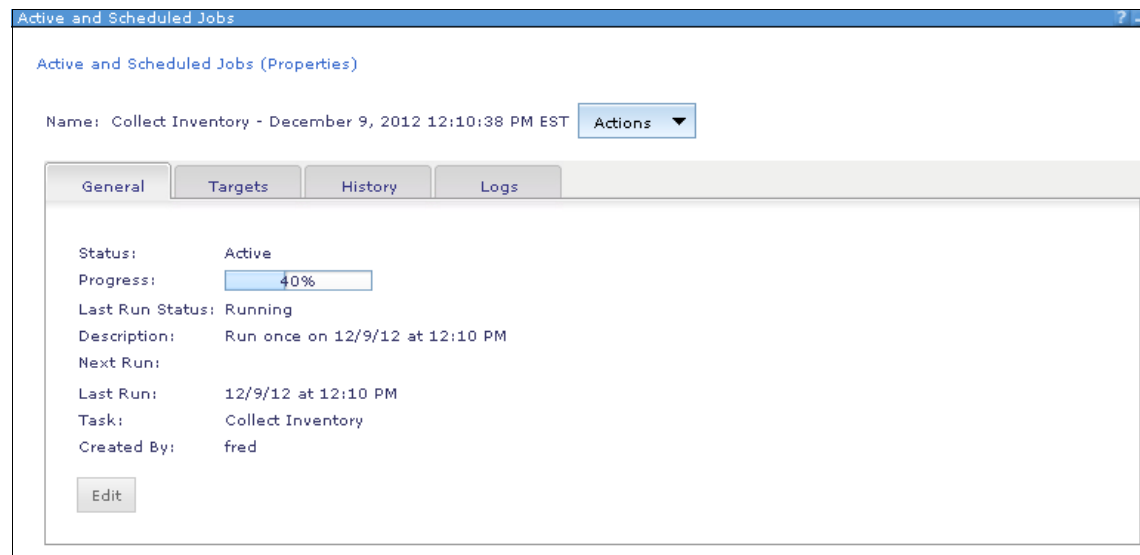 Active and Scheduled Jobs ?
Active and Scheduled Jobs (Properties)
Name: Collect Inventory - December 9, 2012 12:10:38 PM EST Actions
General Targets History Logs
Status: Active
Progress: 40%
Last Run Status: Running
Description: Run once on 12/9/12 at 12:10 PM
Next Run:
Last Run: 12/9/12 at 12:10 PM
Task: Collect Inventory
Created By: fred
Edit